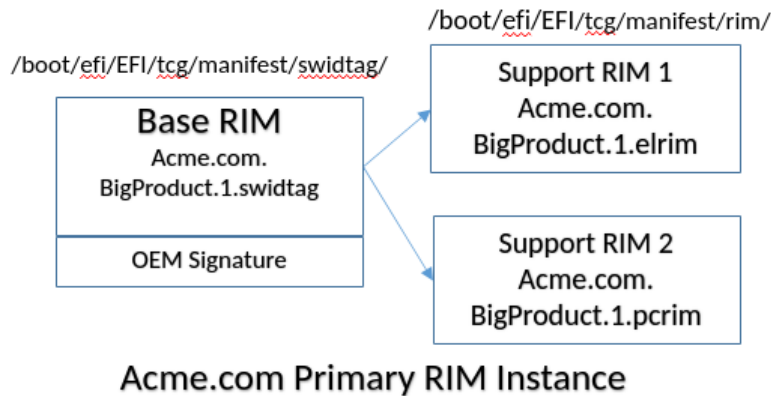 /boot/efi/EFI/tcg/manifest/rim/
/boot/efi/EFI/tcg/manifest/swidtag/
Base RIM
Acme.com.
BigProduct.1.swidtag
OEM Signature
Support RIM 1
Acme.com.
BigProduct.1.elrim
Support RIM 2
Acme.com.
BigProduct.1.pcrim
Acme.com Primary RIM Instance